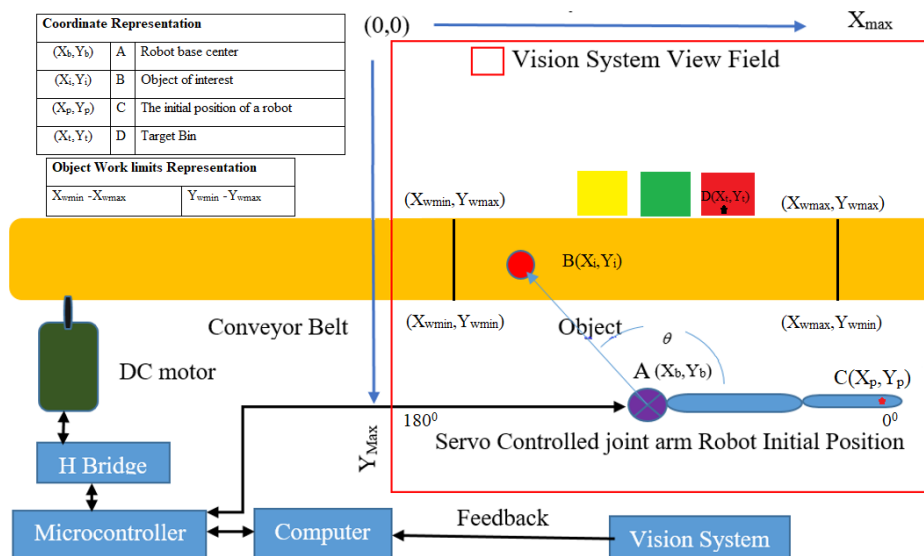 Coordinate Representation
(Xb,Yb) A Robot base center
(Xi,Yi) B Object of interest
(Xp,Yp) C The initial position of a robot
(Xt,Yt) D Target Bin
Object Work limits Representation
Xwmin -Xwmax Ywmin -Ywmax
(0,0)
Xmax
Vision System View Field
(Xwmin,Ywmax)
D(Xt,Yt)
(Xwmax,Ywmax)
B(Xi,Yi)
(Xwmin,Ywmin)
Conveyor Belt
Object
(Xwmax,Ywmin)
θ
DC motor
A (Xb,Yb)
C(Xp,Yp)
180⁰
0⁰
YMax
Servo Controlled joint arm Robot Initial Position
H Bridge
Microcontroller
Computer
Feedback
Vision System